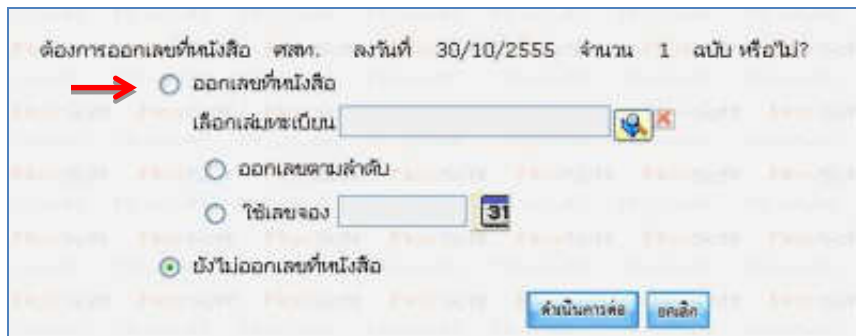 ต้องการออกเลขที่หนังสือ ศสท. ลงวันที่ 30/10/2555 จำนวน 1 ฉบับ หรือไม่?
ออกเลขที่หนังสือ
เลือกเล่มทะเบียน
ออกเลขตามลำดับ
ใช้เลขจอง 31
ยังไม่ออกเลขที่หนังสือ
ดำเนินการต่อ ยกเลิก